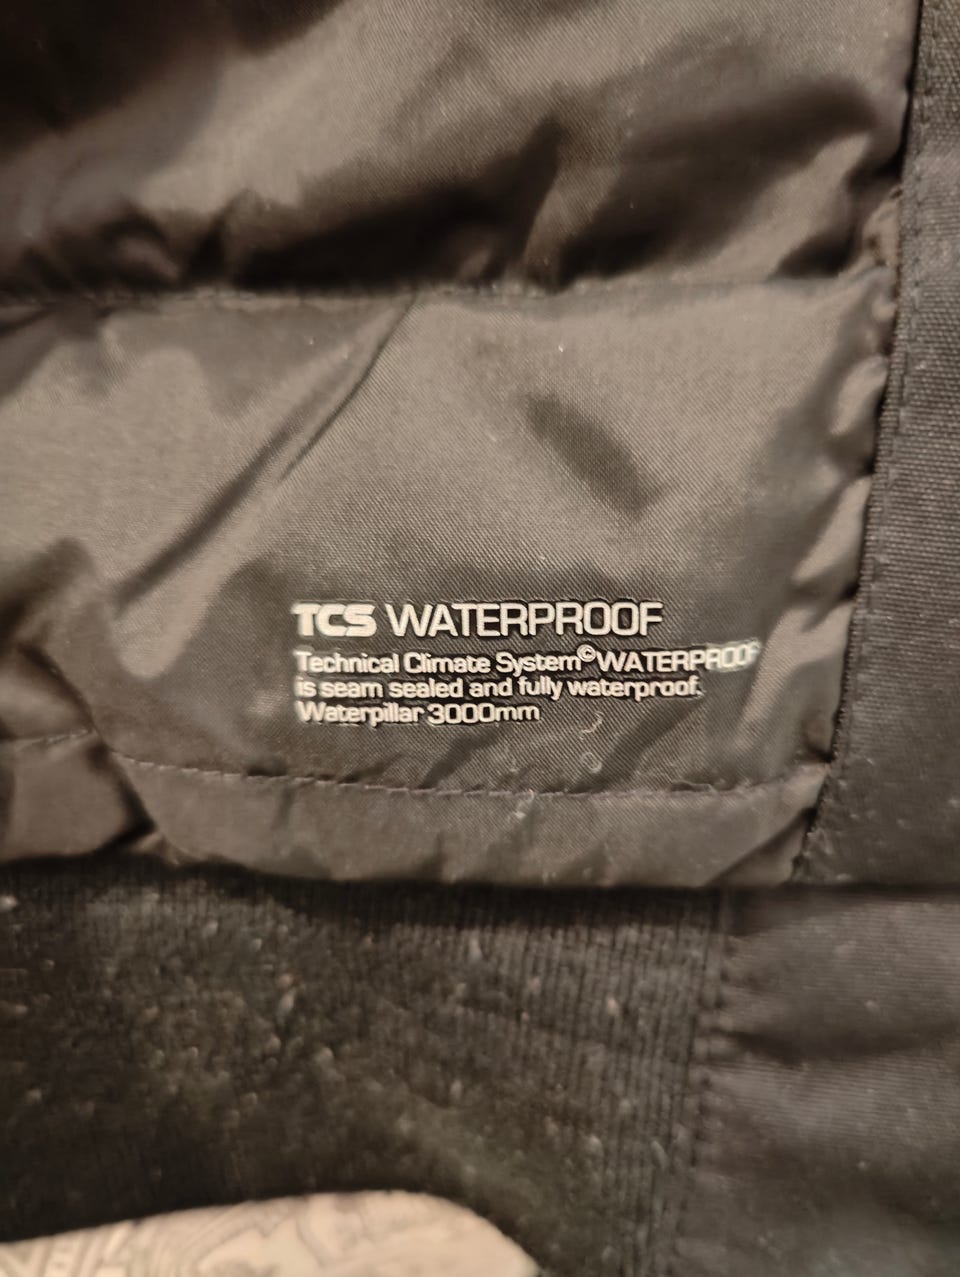 TCS WATERPROOF
Technical Climate System©WATERPROOF
is seam sealed and fully waterproof.
Waterpillar 3000mm